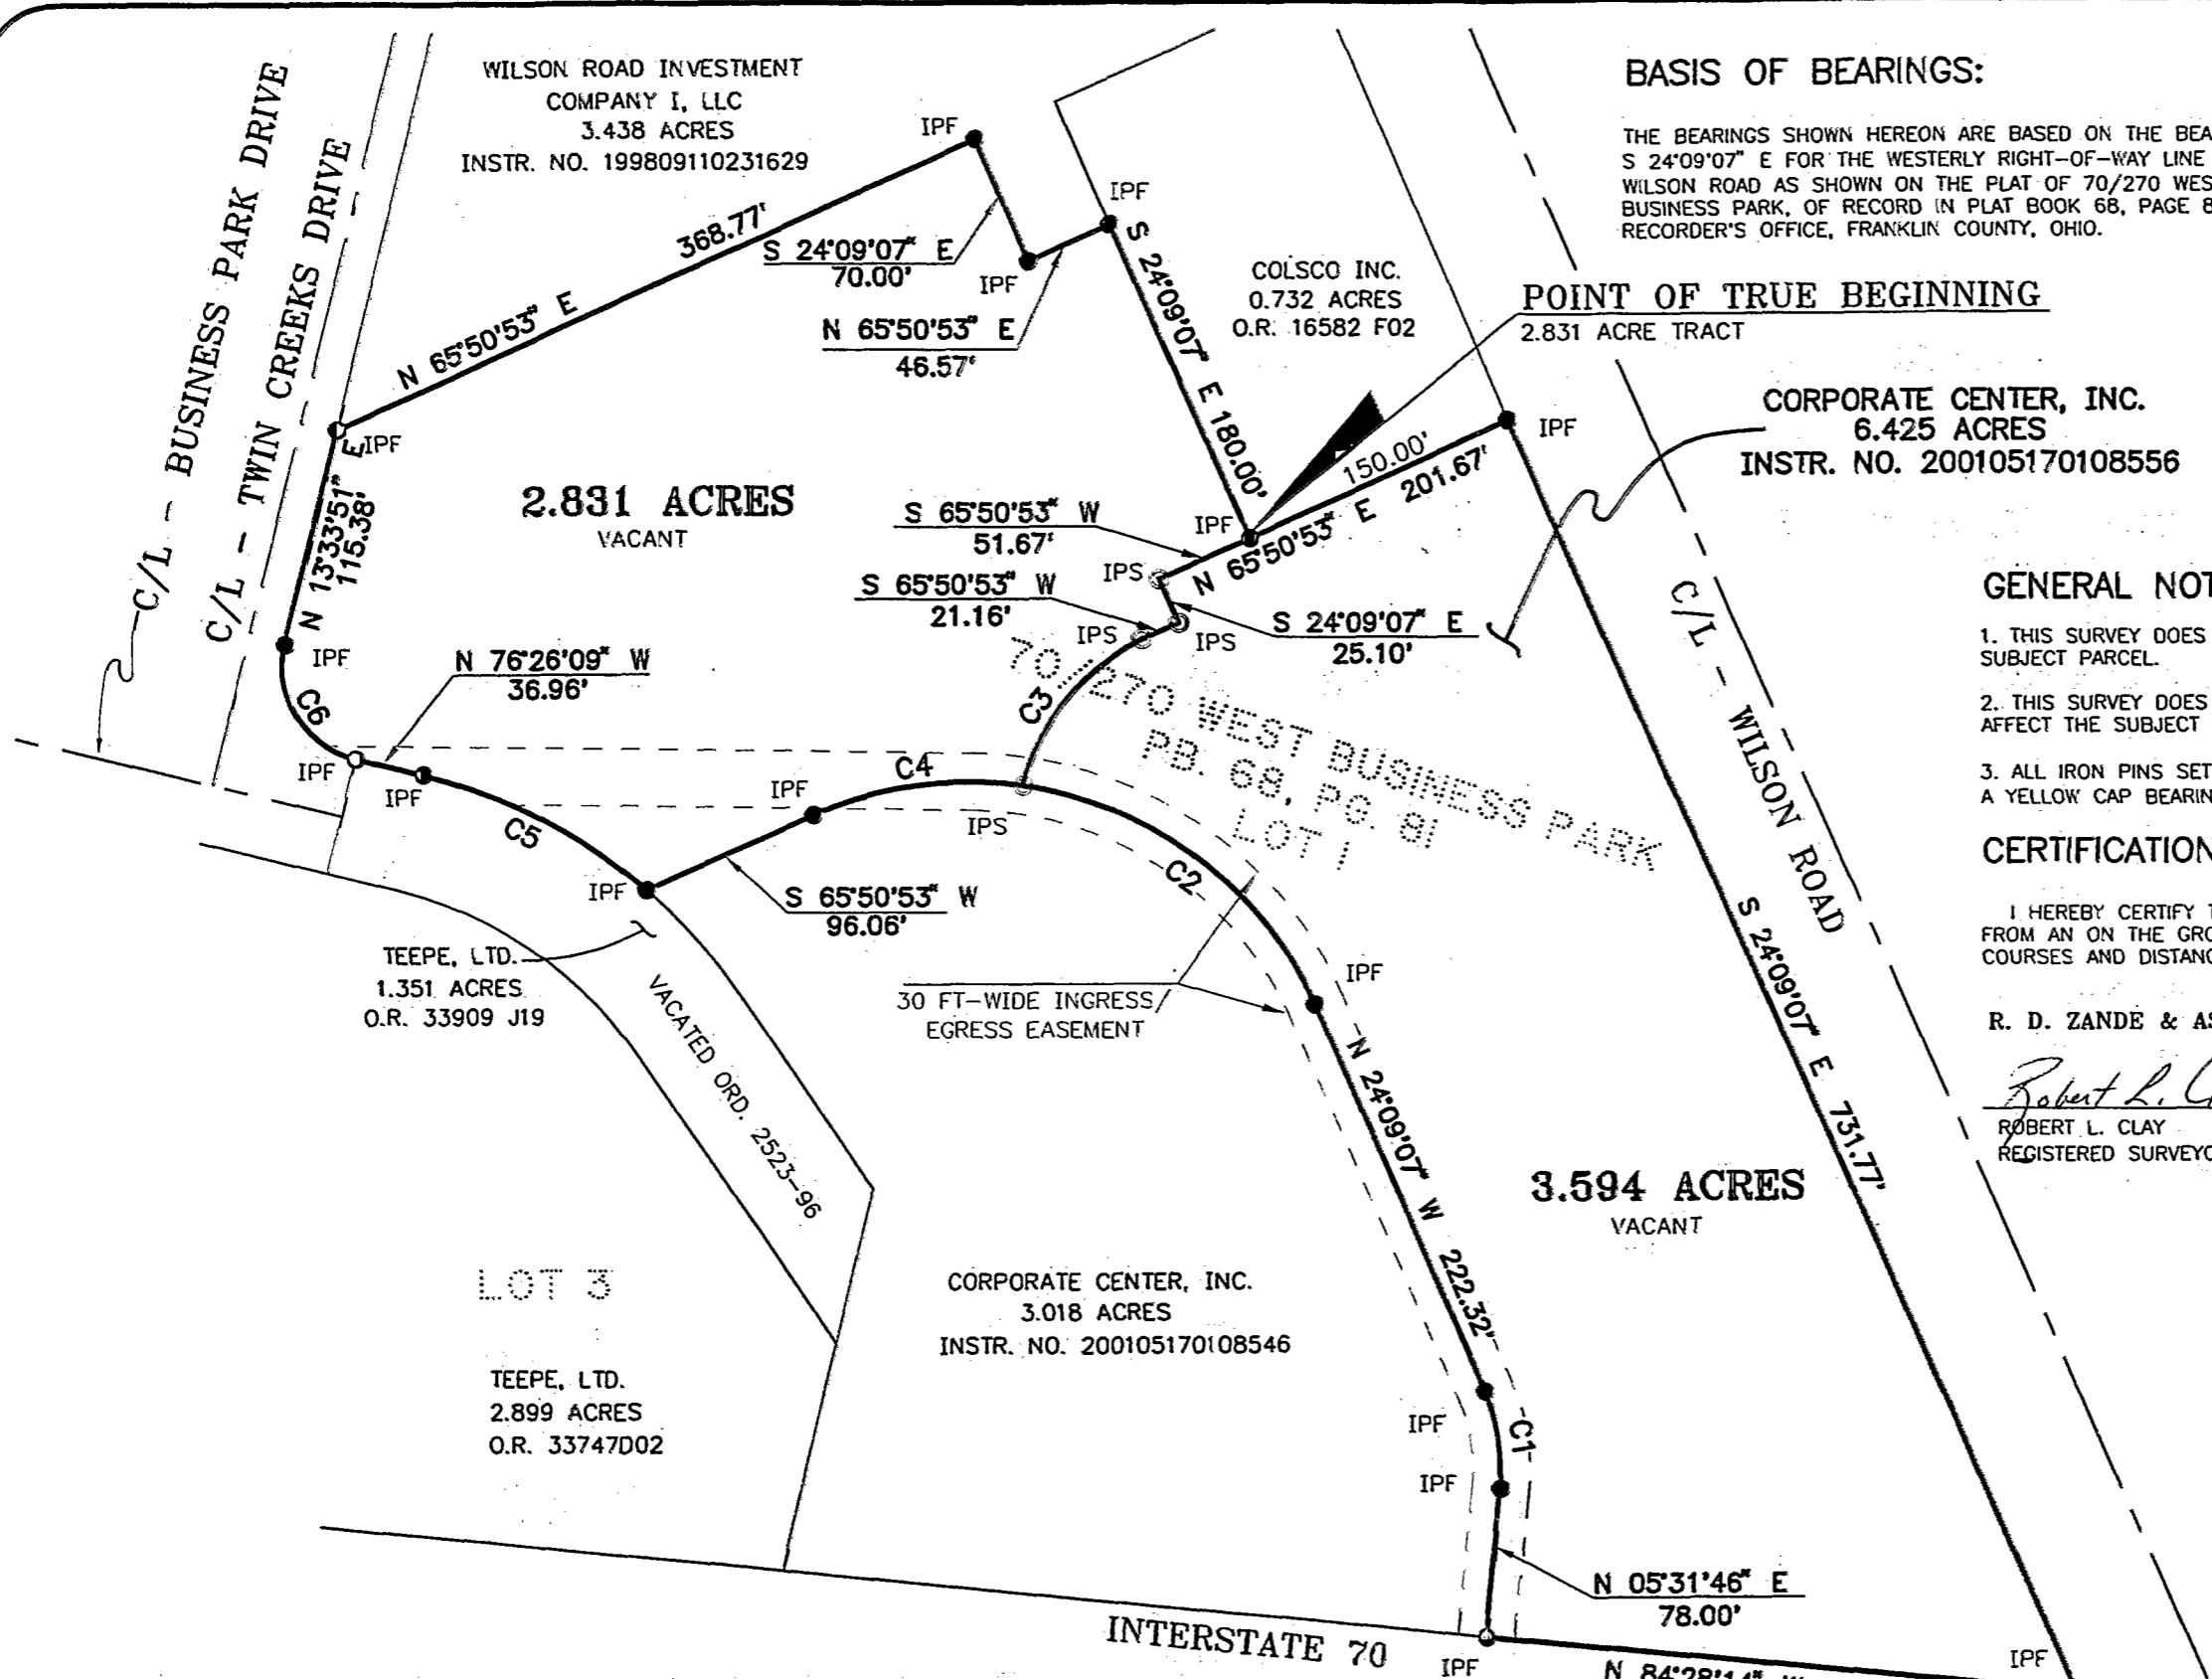 WILSON ROAD INVESTMENT
COMPANY I, LLC
3.438 ACRES
INSTR. NO. 199809110231629
C/L - BUSINESS PARK DRIVE
C/L - TWIN CREEKS DRIVE
IPF
368.77'
N 65°50'53" E
S 24°09'07" E
70.00'
IPF
N 65°50'53" E
46.57'
IPF
S 24°09'07" E 180.00'
COLSCO INC.
0.732 ACRES
O.R. 16582 F02
BASIS OF BEARINGS:
THE BEARINGS SHOWN HEREON ARE BASED ON THE BEA
S 24°09'07" E FOR THE WESTERLY RIGHT-OF-WAY LINE
WILSON ROAD AS SHOWN ON THE PLAT OF 70/270 WES
BUSINESS PARK, OF RECORD IN PLAT BOOK 68, PAGE 8
RECORDER'S OFFICE, FRANKLIN COUNTY, OHIO.
POINT OF TRUE BEGINNING
2.831 ACRE TRACT
CORPORATE CENTER, INC.
6.425 ACRES
INSTR. NO. 200105170108556
IPF
IPF
N 13°33'51" E
115.38'
2.831 ACRES
VACANT
S 65°50'53" W
51.67'
IPF
150.00'
N 65°50'53" E 201.67'
IPS
S 65°50'53" W
21.16'
IPS
IPS
S 24°09'07" E
25.10'
IPF
N 76°26'09" W
36.96'
C6
C3
70/270 WEST BUSINESS PARK
PB. 68, PG. 81
LOT 1
C/L - WILSON ROAD
GENERAL NOT
1. THIS SURVEY DOES
SUBJECT PARCEL.
2. THIS SURVEY DOES
AFFECT THE SUBJECT
3. ALL IRON PINS SET
A YELLOW CAP BEARIN
IPF
IPF
C5
IPF
C4
IPS
C2
IPF
S 65°50'53" W
96.06'
CERTIFICATION
I HEREBY CERTIFY T
FROM AN ON THE GRO
COURSES AND DISTANC
R. D. ZANDE & AS
Robert L. C
ROBERT L. CLAY
REGISTERED SURVEYO
TEEPE, LTD.
1.351 ACRES
O.R. 33909 J19
VACATED ORD. 2523-96
30 FT-WIDE INGRESS/
EGRESS EASEMENT
IPF
N 24°09'07" W 222.32'
S 24°09'07" E 731.77'
3.594 ACRES
VACANT
LOT 3
TEEPE, LTD.
2.899 ACRES
O.R. 33747D02
CORPORATE CENTER, INC.
3.018 ACRES
INSTR. NO. 200105170108546
IPF
C1
IPF
N 05°31'46" E
78.00'
INTERSTATE 70
IPF
N 84°28'14" W
IPF